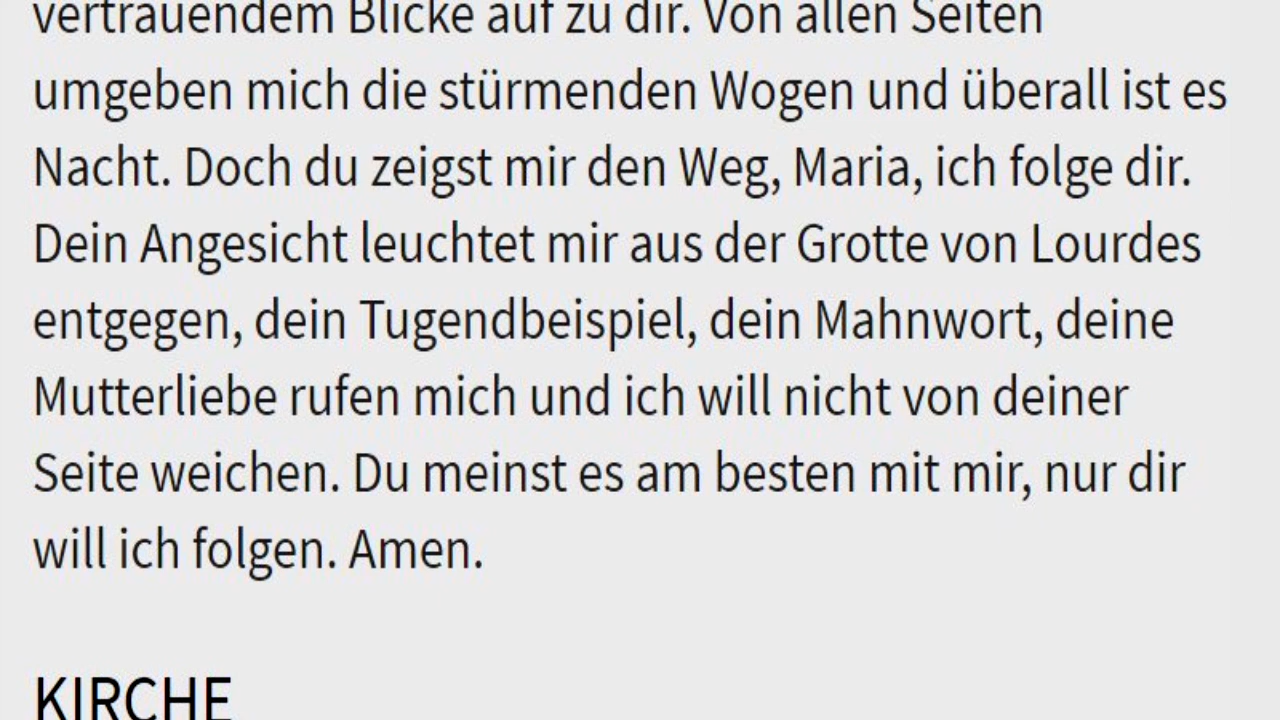 vertrauendem Blicke auf zu dir. Von allen Seiten
umgeben mich die stürmenden Wogen und überall ist es
Nacht. Doch du zeigst mir den Weg, Maria, ich folge dir.
Dein Angesicht leuchtet mir aus der Grotte von Lourdes
entgegen, dein Tugendbeispiel, dein Mahnwort, deine
Mutterliebe rufen mich und ich will nicht von deiner
Seite weichen. Du meinst es am besten mit mir, nur dir
will ich folgen. Amen.
KIRCHE